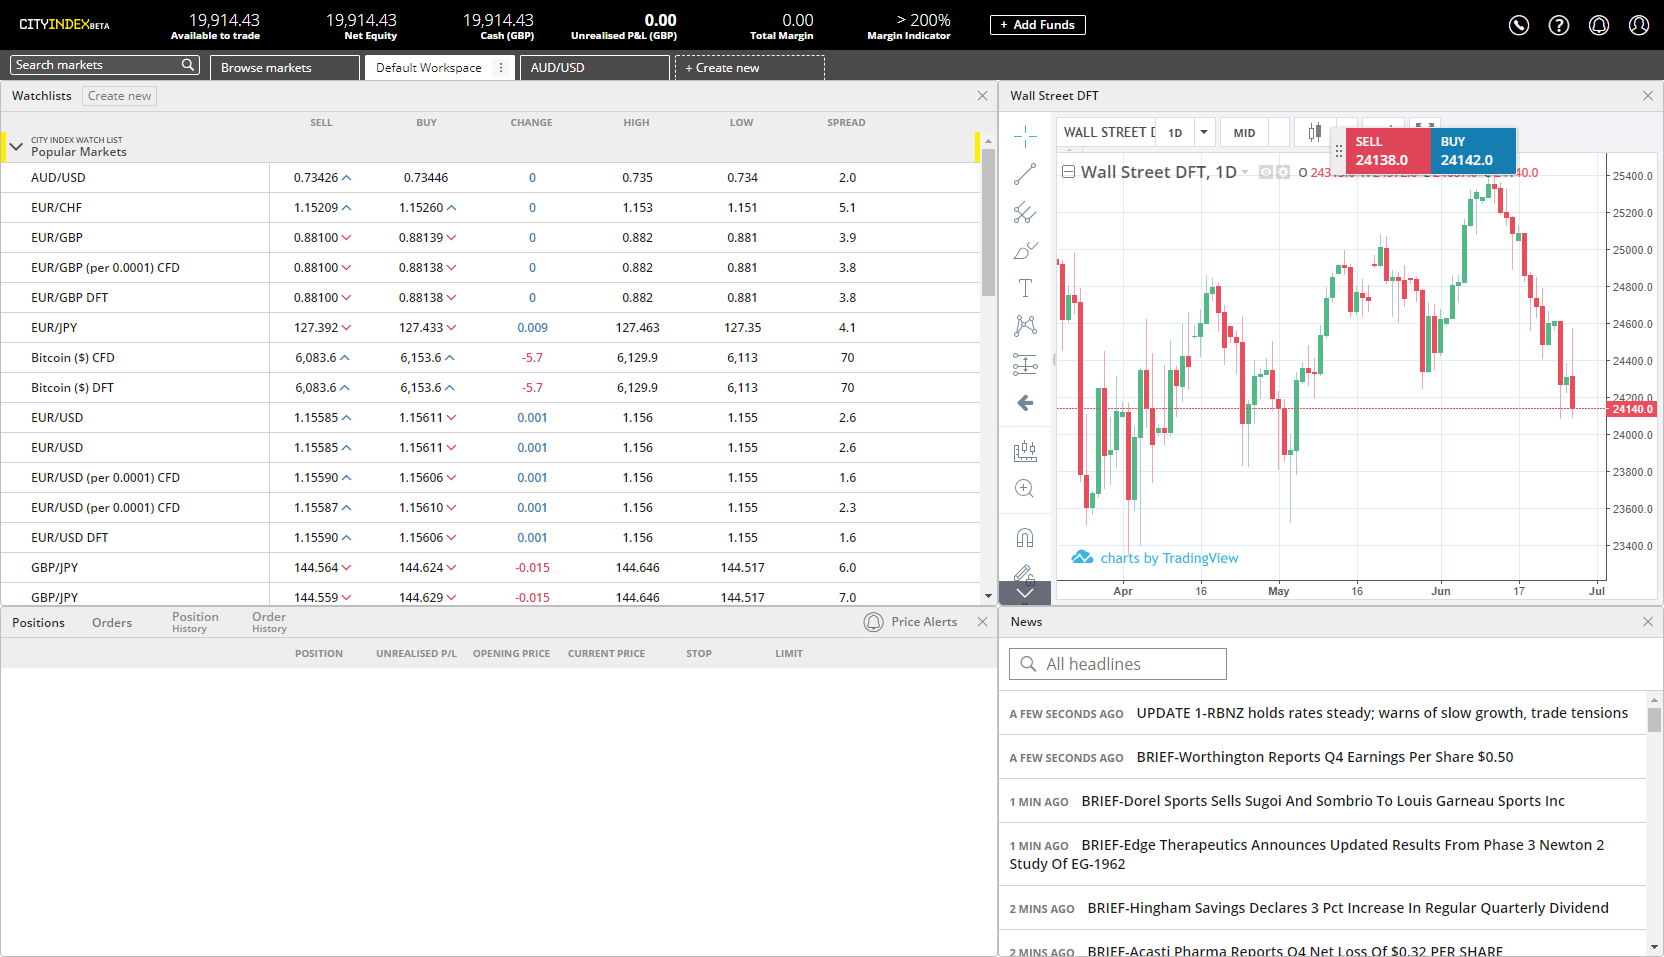 CITYINDEXBETA
19,914.43
Available to trade
19,914.43
Net Equity
19,914.43
Cash (GBP)
0.00
Unrealised P&L (GBP)
0.00
Total Margin
> 200%
Margin Indicator
+ Add Funds
Search markets
Browse markets
Default Workspace
AUD/USD
+ Create new
Watchlists Create new
SELL BUY CHANGE HIGH LOW SPREAD
CITY INDEX WATCH LIST
Popular Markets
AUD/USD 0.73426 0.73446 0 0.735 0.734 2.0
EUR/CHF 1.15209 1.15260 0 1.153 1.151 5.1
EUR/GBP 0.88100 0.88139 0 0.882 0.881 3.9
EUR/GBP (per 0.0001) CFD 0.88100 0.88138 0 0.882 0.881 3.8
EUR/GBP DFT 0.88100 0.88138 0 0.882 0.881 3.8
EUR/JPY 127.392 127.433 0.009 127.463 127.35 4.1
Bitcoin ($) CFD 6,083.6 6,153.6 -5.7 6,129.9 6,113 70
Bitcoin ($) DFT 6,083.6 6,153.6 -5.7 6,129.9 6,113 70
EUR/USD 1.15585 1.15611 0.001 1.156 1.155 2.6
EUR/USD 1.15585 1.15611 0.001 1.156 1.155 2.6
EUR/USD (per 0.0001) CFD 1.15590 1.15606 0.001 1.156 1.155 1.6
EUR/USD (per 0.0001) CFD 1.15587 1.15610 0.001 1.156 1.155 2.3
EUR/USD DFT 1.15590 1.15606 0.001 1.156 1.155 1.6
GBP/JPY 144.564 144.624 -0.015 144.646 144.517 6.0
GBP/JPY 144.559 144.629 -0.015 144.646 144.517 7.0
Wall Street DFT
WALL STREET 1D MID
SELL
24138.0
BUY
24142.0
Wall Street DFT, 1D O
25400.0
25200.0
25000.0
24800.0
24600.0
24400.0
24200.0
24140.0
24000.0
23800.0
23600.0
23400.0
charts by TradingView
Apr 16 May 16 Jun 17 Jul
Positions Orders Position History Order History Price Alerts
POSITION UNREALISED P/L OPENING PRICE CURRENT PRICE STOP LIMIT
News
All headlines
A FEW SECONDS AGO UPDATE 1-RBNZ holds rates steady; warns of slow growth, trade tensions
A FEW SECONDS AGO BRIEF-Worthington Reports Q4 Earnings Per Share $0.50
1 MIN AGO BRIEF-Dorel Sports Sells Sugoi And Sombrio To Louis Garneau Sports Inc
1 MIN AGO BRIEF-Edge Therapeutics Announces Updated Results From Phase 3 Newton 2
Study Of EG-1962
2 MINS AGO BRIEF-Hingham Savings Declares 3 Pct Increase In Regular Quarterly Dividend
2 MINS AGO BRIEF-Acasti Pharma Reports Q4 Net Loss Of $0.32 PER SHARE